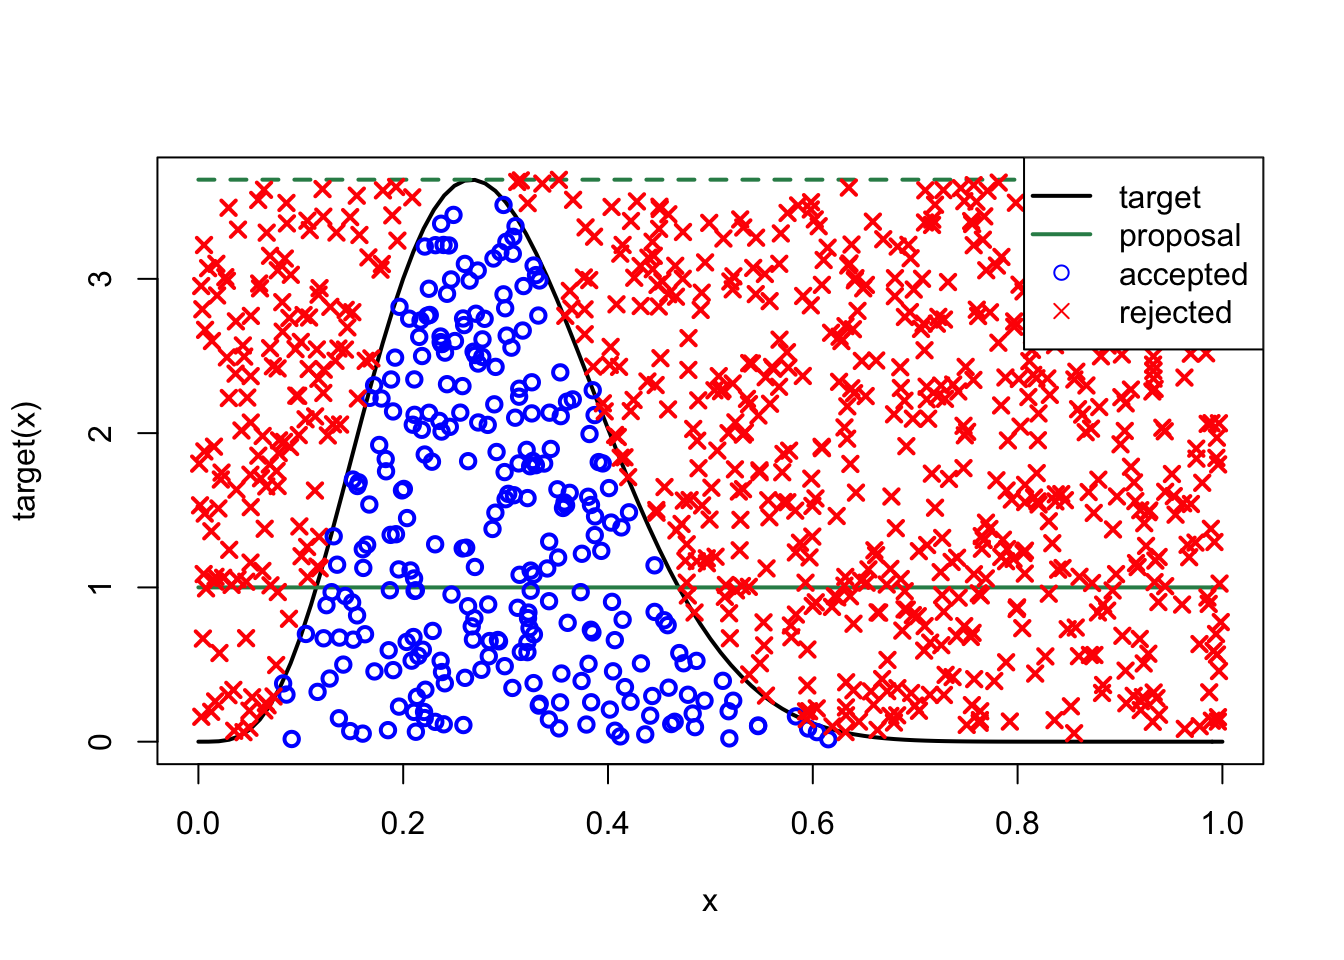 target
proposal
accepted
rejected
target(x)
3
2
1
0
0.0 0.2 0.4 0.6 0.8 1.0
x